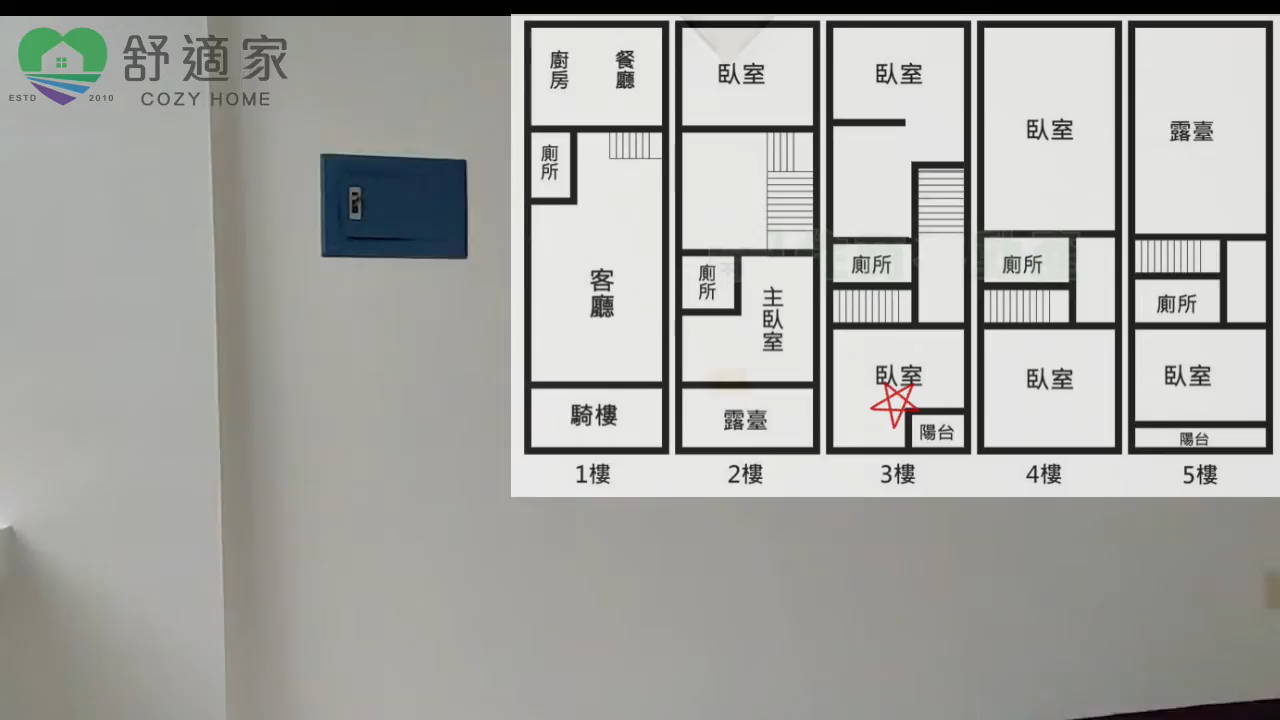 舒適家
ESTD
2010
COZY HOME
廚房
餐廳
廁所
客廳
騎樓
1樓
臥室
廁所
主臥室
露臺
2樓
臥室
廁所
臥室
陽台
3樓
臥室
廁所
臥室
4樓
露臺
廁所
臥室
陽台
5樓